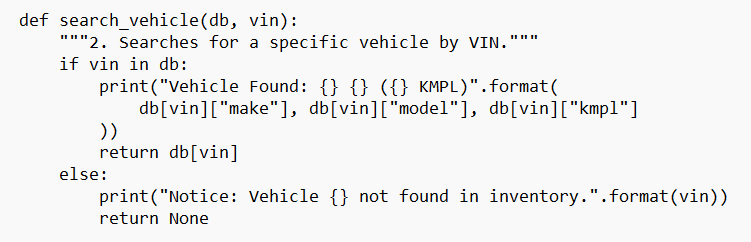 def search_vehicle(db, vin):
    """2. Searches for a specific vehicle by VIN."""
    if vin in db:
        print("Vehicle Found: {} {} ({} KMPL)".format(
            db[vin]["make"], db[vin]["model"], db[vin]["kmpl"]
        ))
        return db[vin]
    else:
        print("Notice: Vehicle {} not found in inventory.".format(vin))
        return None